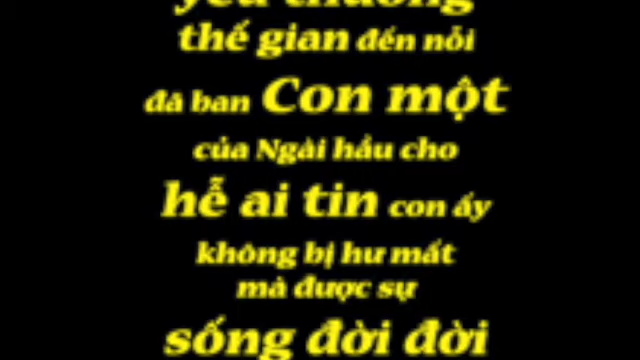 yêu thương
thế gian đến nỗi
đã ban Con một
của Ngài hầu cho
hễ ai tin con ấy
không bị hư mất
mà được sự
sống đời đời